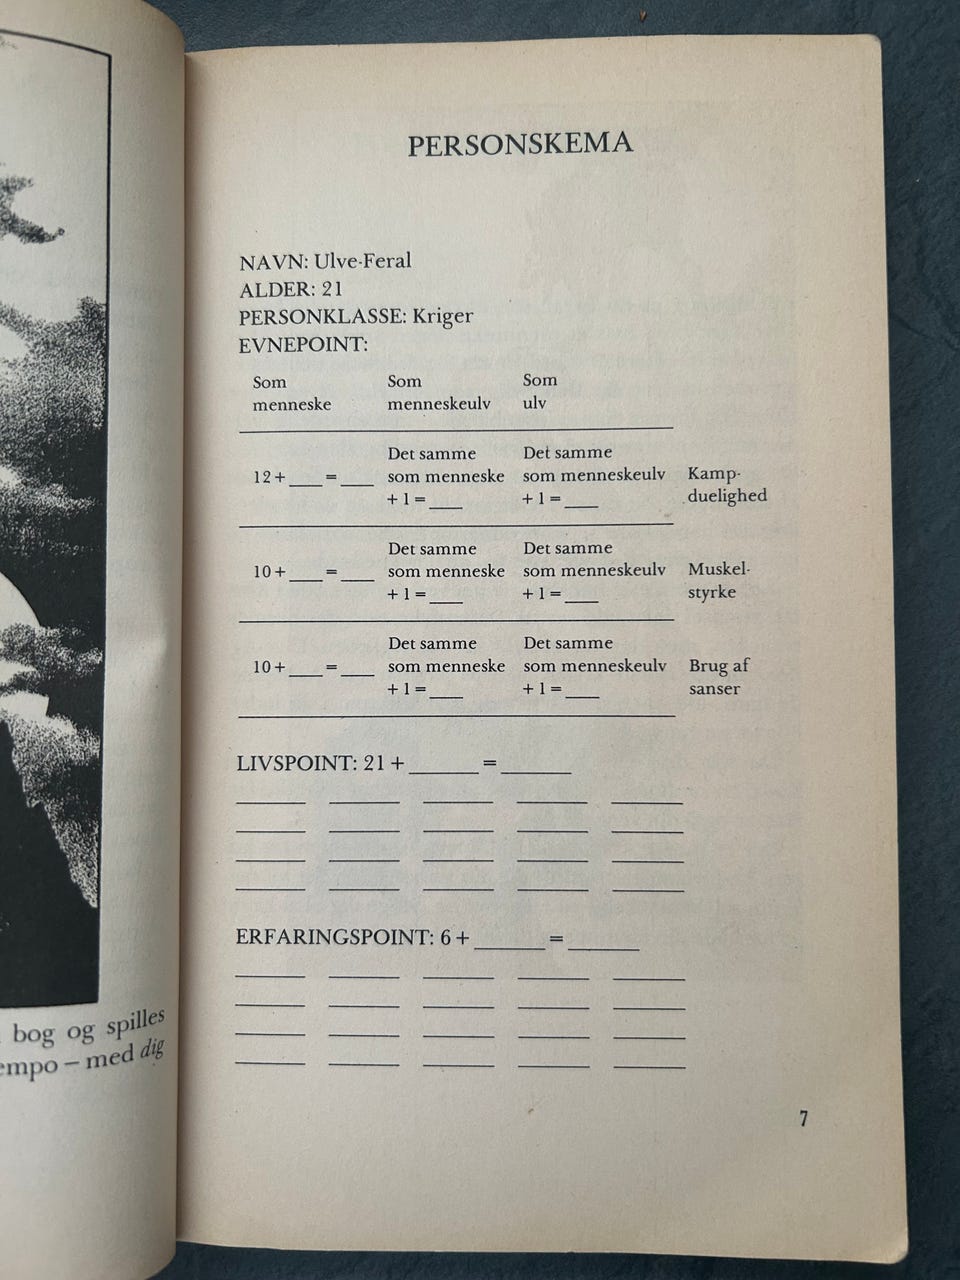 bog og spilles
– med dig
PERSONSKEMA
NAVN: Ulve-Feral
ALDER: 21
PERSONKLASSE: Kriger
EVNEPOINT:
Som Som Som
menneske menneskeulv ulv
Det samme Det samme
12 + ___ = ___ som menneske som menneskeulv Kamp-
+ 1 = ___ + 1 = ___ duelighed
Det samme Det samme
10 + ___ = ___ som menneske som menneskeulv Muskel-
+ 1 = ___ + 1 = ___ styrke
Det samme Det samme
10 + ___ = ___ som menneske som menneskeulv Brug af
+ 1 = ___ + 1 = ___ sanser
LIVSPOINT: 21 + ______ = ______
ERFARINGSPOINT: 6 + ______ = ______
7